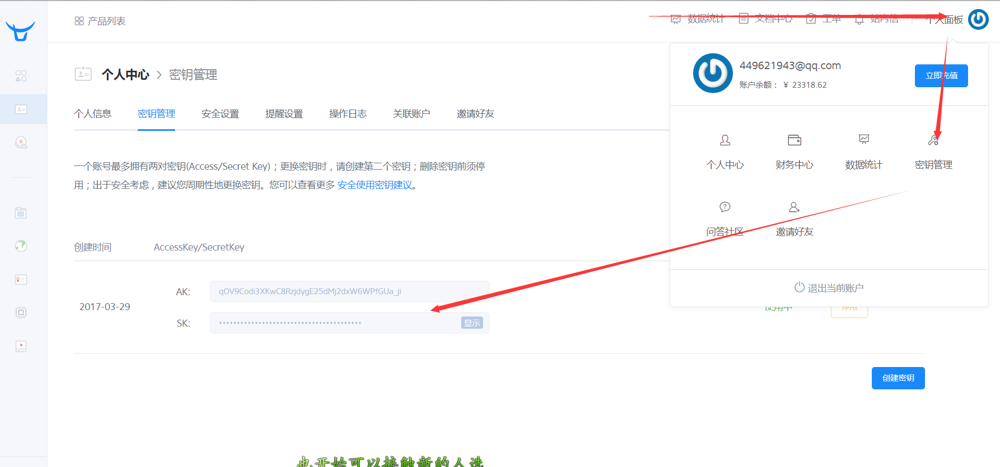 产品列表
数据统计
文档中心
工单
站内信
个人面板
449621943@qq.com
账户余额： ¥ 23318.62
立即充值
个人中心 > 密钥管理
个人信息
密钥管理
安全设置
提醒设置
操作日志
关联账户
邀请好友
个人中心
财务中心
数据统计
密钥管理
问答社区
邀请好友
退出当前账户
一个账号最多拥有两对密钥(Access/Secret Key)；更换密钥时，请创建第二个密钥；删除密钥前须停
用；出于安全考虑，建议您周期性地更换密钥。您可以查看更多 安全使用密钥建议。
创建时间
AccessKey/SecretKey
2017-03-29
AK:
qOV9Codi3XKwC8RzjdygE25dMj2dxW6WPfGUa_ji
SK:
••••••••••••••••••••••••••••••••••••••••
显示
使用中
停用
创建密钥
也开始可以接触新的人选